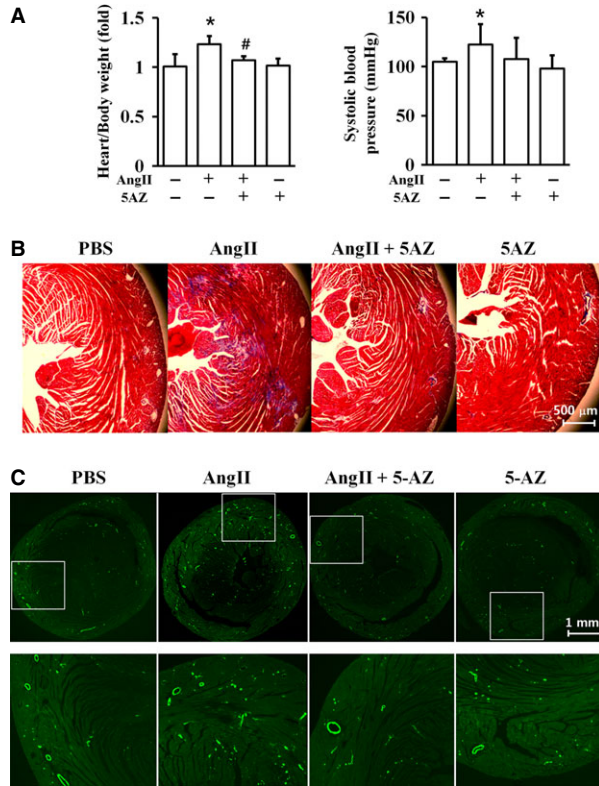 A
Heart/Body weight (fold)
1.5
1
0.5
0
*
#
AngII – + + –
5AZ – – + +
Systolic blood
pressure (mmHg)
150
100
50
0
*
AngII – + + –
5AZ – – + +
B
PBS AngII AngII + 5AZ 5AZ
500 μm
C
PBS AngII AngII + 5-AZ 5-AZ
1 mm